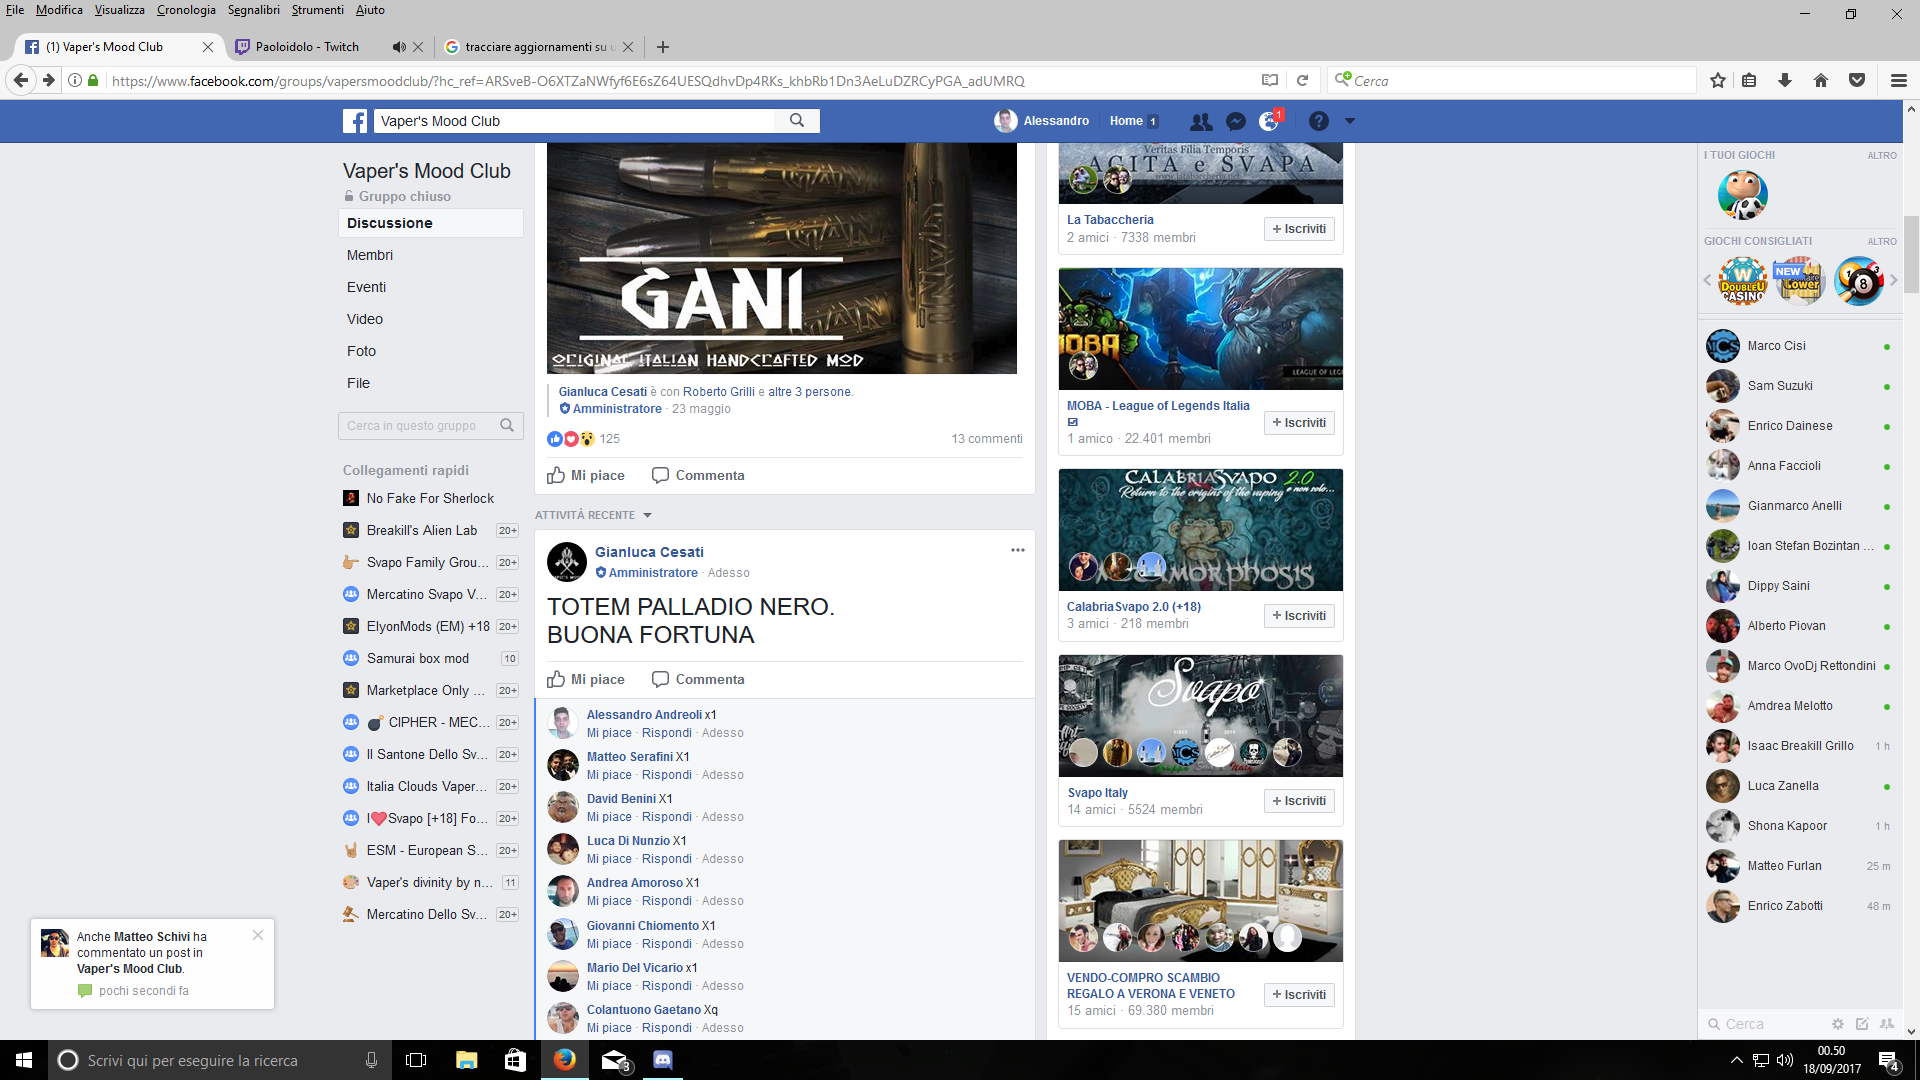 File Modifica Visualizza Cronologia Segnalibri Strumenti Aiuto
(1) Vaper's Mood Club
Paoloidolo - Twitch
tracciare aggiornamenti su u
https://www.facebook.com/groups/vapersmoodclub/?hc_ref=ARSveB-O6XTZaNWfyf6E6sZ64UESQdhvDp4RKs_khbRb1Dn3AeLuDZRCyPGA_adUMRQ
Cerca
Vaper's Mood Club
Alessandro
Home 1
1
Vaper's Mood Club
Gruppo chiuso
Discussione
Membri
Eventi
Video
Foto
File
Cerca in questo gruppo
Collegamenti rapidi
No Fake For Sherlock
Breakill's Alien Lab 20+
Svapo Family Grou... 20+
Mercatino Svapo V... 20+
ElyonMods (EM) +18 20+
Samurai box mod 10
Marketplace Only ... 20+
CIPHER - MEC... 20+
Il Santone Dello Sv... 20+
Italia Clouds Vaper... 20+
I❤Svapo [+18] Fo... 20+
ESM - European S... 20+
Vaper's divinity by n... 11
Mercatino Dello Sv... 20+
Anche Matteo Schivi ha
commentato un post in
Vaper's Mood Club.
pochi secondi fa
GANI
ORIGINAL ITALIAN HANDCRAFTED MOD
Gianluca Cesati è con Roberto Grilli e altre 3 persone.
Amministratore · 23 maggio
125
13 commenti
Mi piace Commenta
ATTIVITÀ RECENTE
Gianluca Cesati
Amministratore · Adesso
TOTEM PALLADIO NERO.
BUONA FORTUNA
Mi piace Commenta
Alessandro Andreoli x1
Mi piace · Rispondi · Adesso
Matteo Serafini X1
Mi piace · Rispondi · Adesso
David Benini X1
Mi piace · Rispondi · Adesso
Luca Di Nunzio X1
Mi piace · Rispondi · Adesso
Andrea Amoroso X1
Mi piace · Rispondi · Adesso
Giovanni Chiomento X1
Mi piace · Rispondi · Adesso
Mario Del Vicario x1
Mi piace · Rispondi · Adesso
Colantuono Gaetano Xq
Mi piace · Rispondi · Adesso
Veritas Filia Temporis
AGITA e SVAPA
La Tabaccheria
2 amici · 7338 membri
+ Iscriviti
MOBA
LEAGUE OF LEG
MOBA - League of Legends Italia
1 amico · 22.401 membri
+ Iscriviti
CALABRIASVAPO 2.0
Return to the origins of the vaping e non solo...
METAMORPHOSIS
CalabriaSvapo 2.0 (+18)
3 amici · 218 membri
+ Iscriviti
Svapo
Svapo Italy
14 amici · 5524 membri
+ Iscriviti
VENDO-COMPRO SCAMBIO
REGALO A VERONA E VENETO
15 amici · 69.380 membri
+ Iscriviti
I TUOI GIOCHI ALTRO
GIOCHI CONSIGLIATI ALTRO
W
DOUBLEU
CASINO
NEW
Tower
8
Marco Cisi
Sam Suzuki
Enrico Dainese
Anna Faccioli
Gianmarco Anelli
Ioan Stefan Bozintan ...
Dippy Saini
Alberto Piovan
Marco OvoDj Rettondini
Amdrea Melotto
Isaac Breakill Grillo 1 h
Luca Zanella
Shona Kapoor 1 h
Matteo Furlan 25 m
Enrico Zabotti 48 m
Cerca
Scrivi qui per eseguire la ricerca
3
00.50
18/09/2017
4